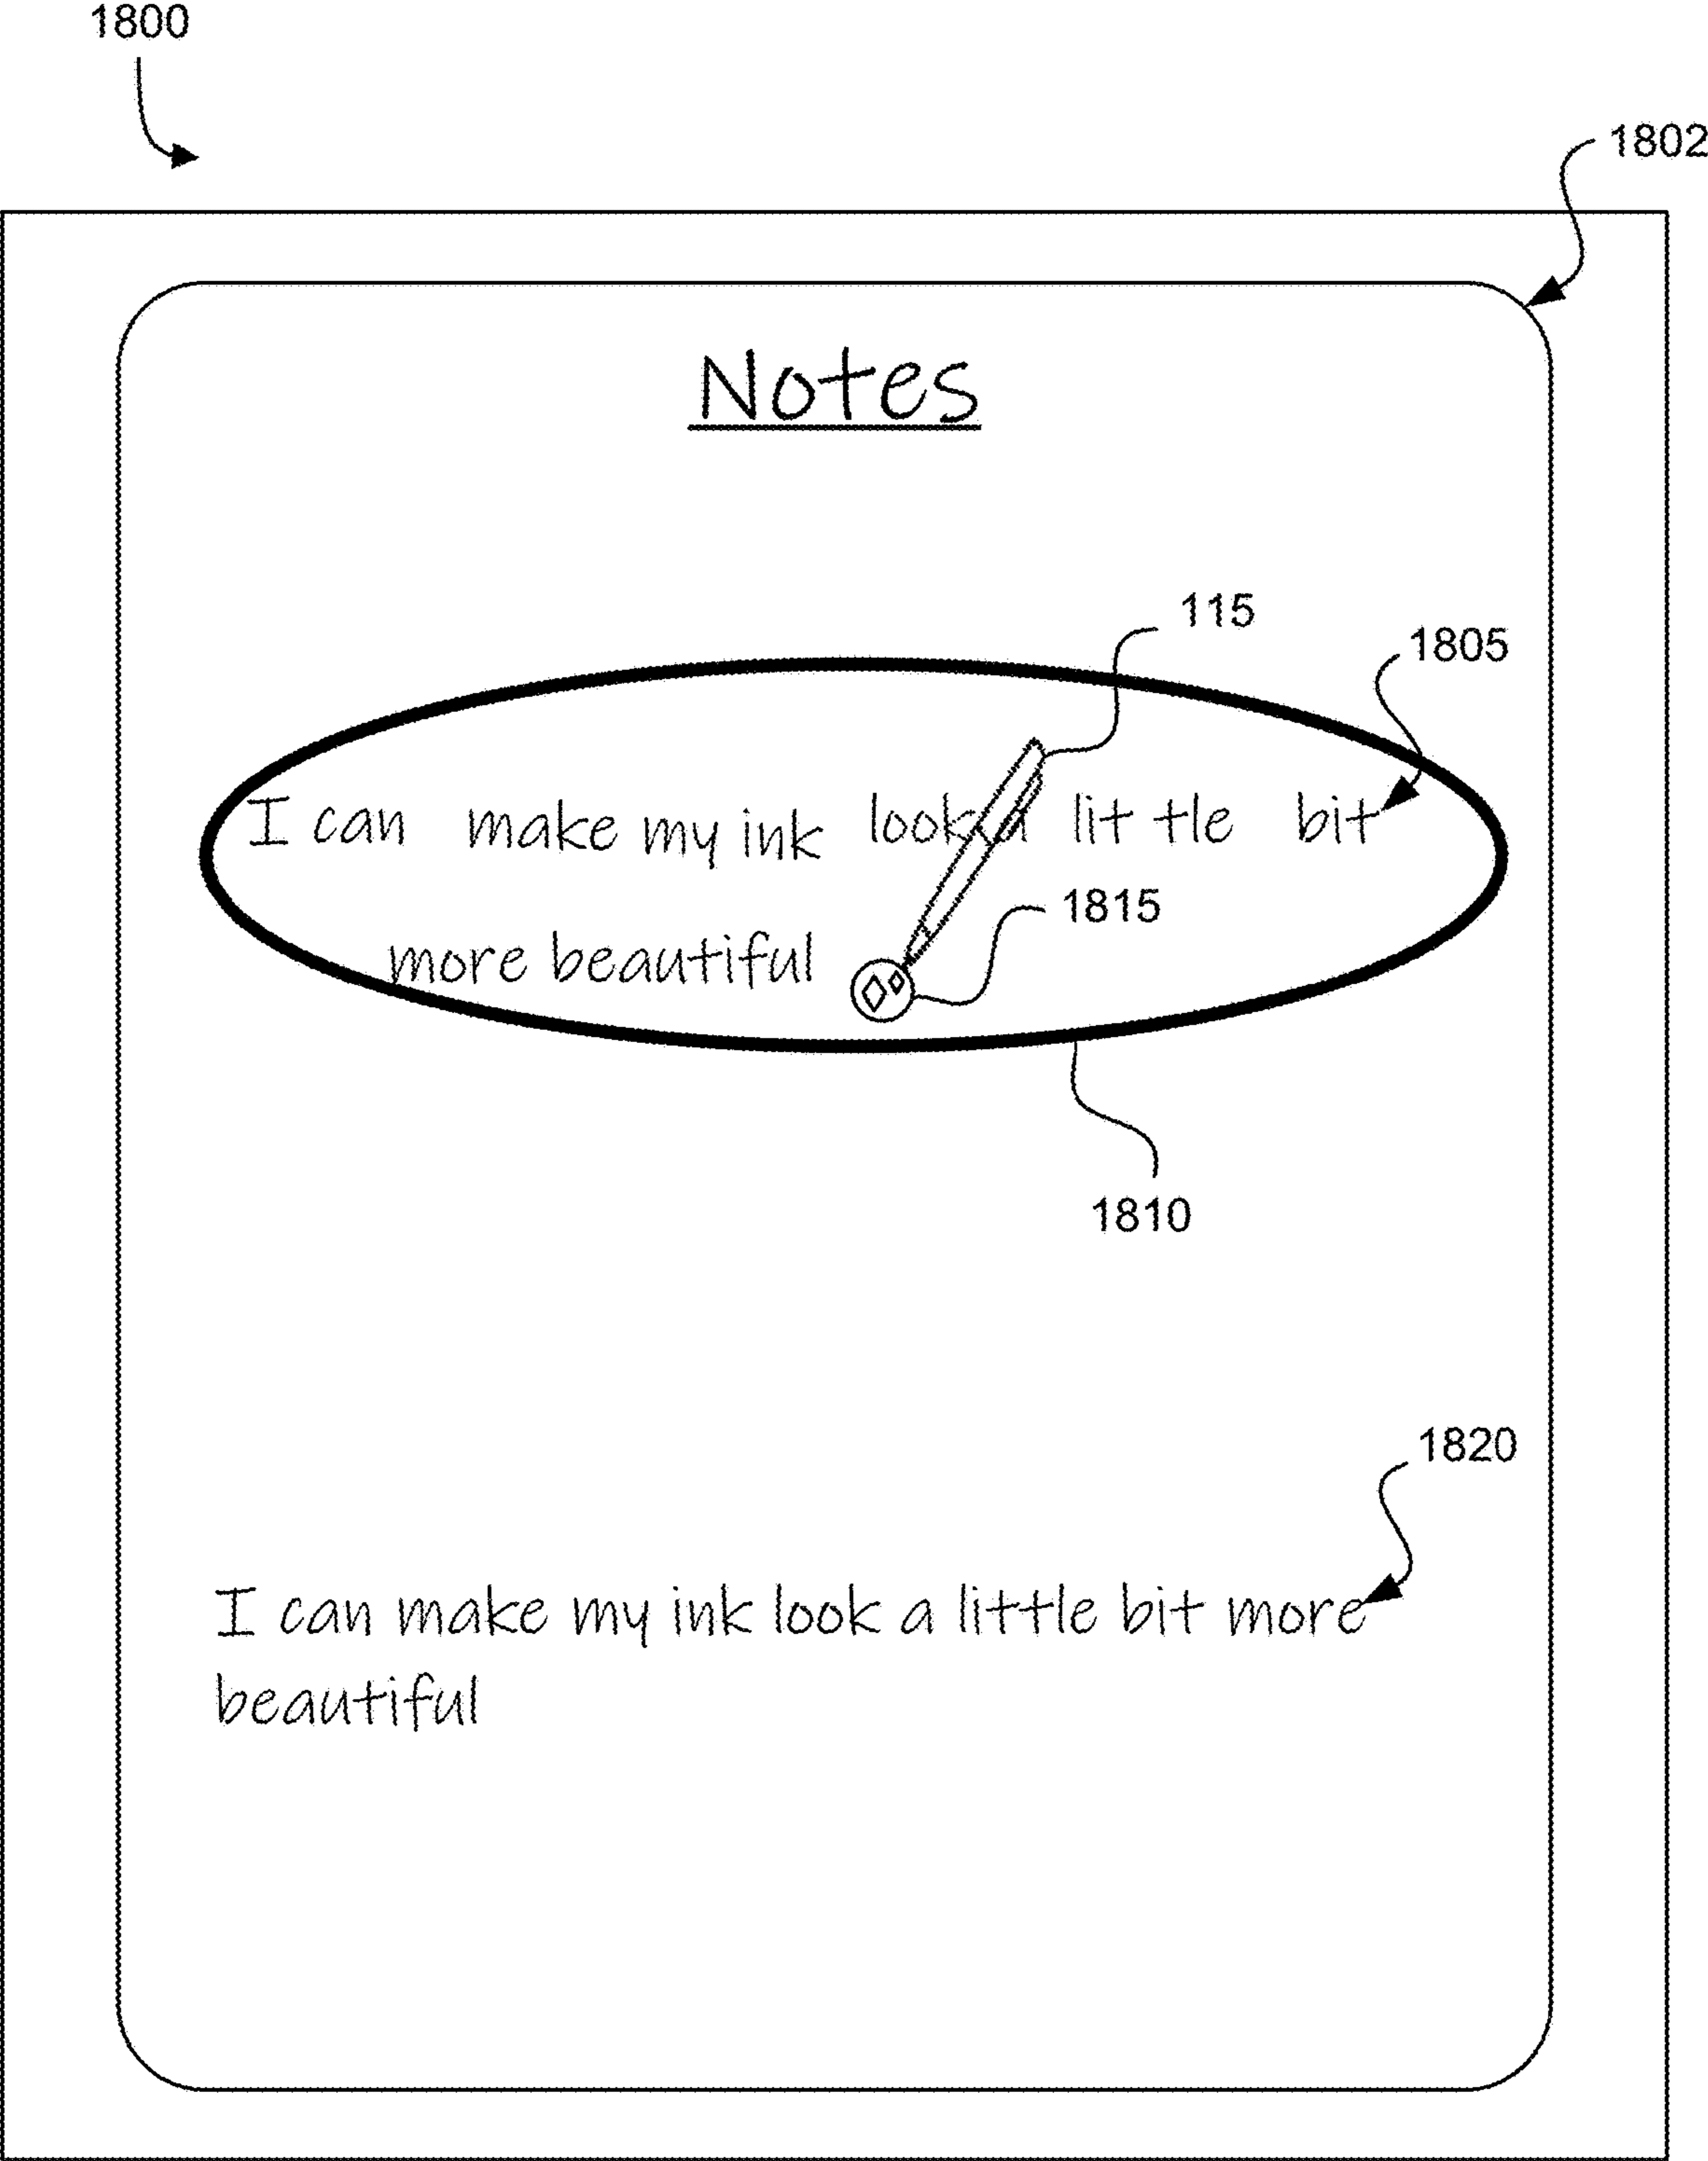 1800
1802
Notes
115
1805
I can make my ink look a lit tle bit
1815
more beautiful
1810
1820
I can make my ink look a little bit more
beautiful